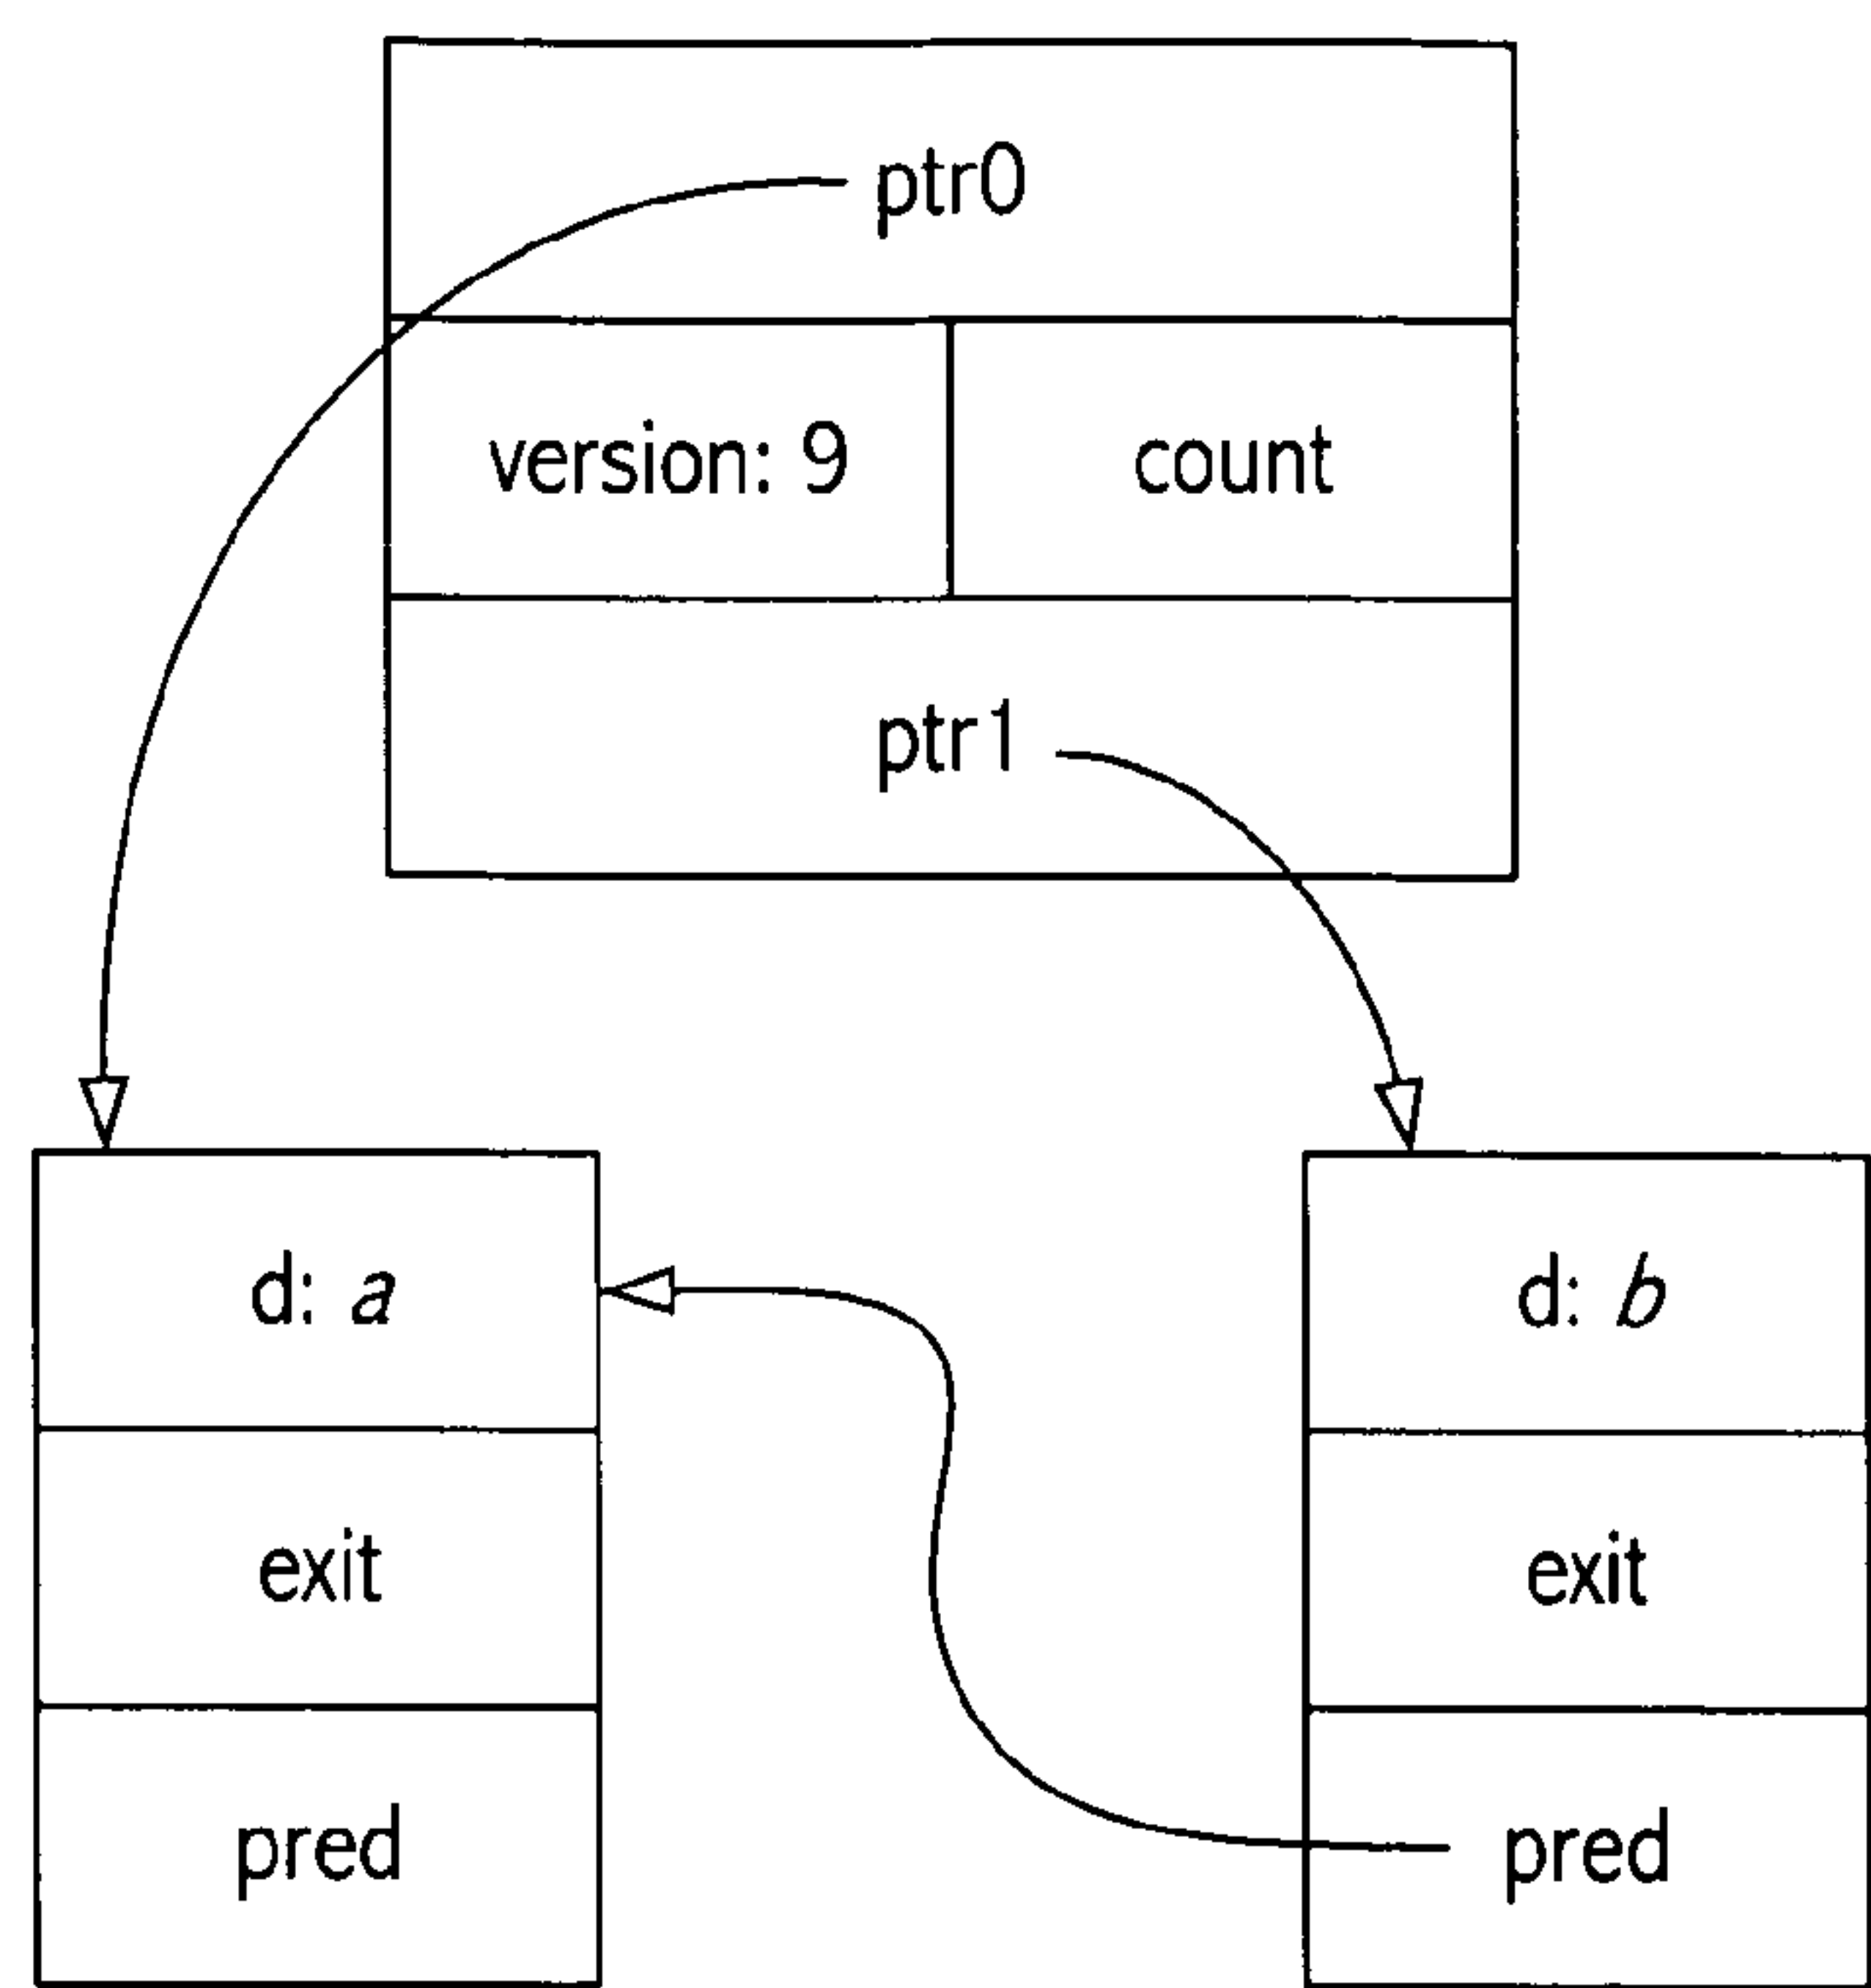 ptr0
version: 9 count
ptr1
d: a d: b
exit exit
pred pred